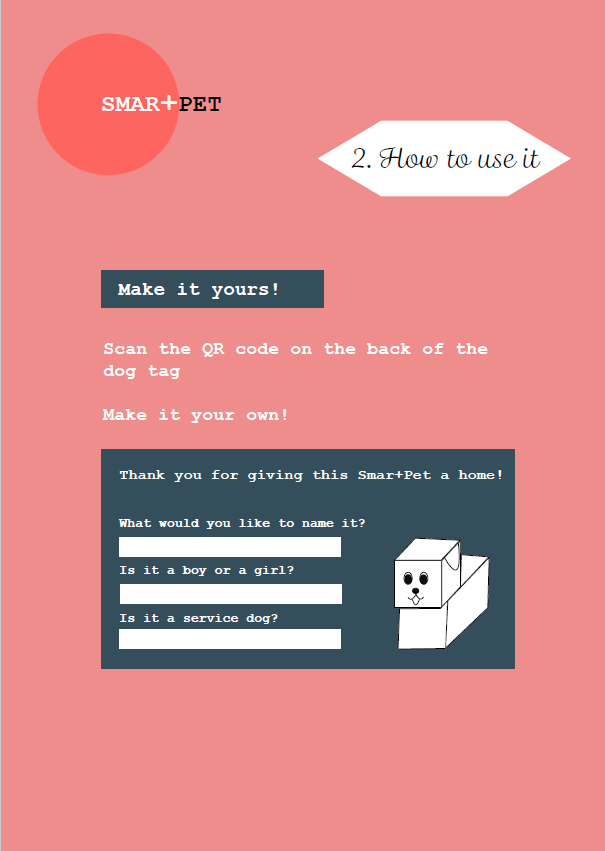 SMAR+PET
2. How to use it
Make it yours!
Scan the QR code on the back of the
dog tag
Make it your own!
Thank you for giving this Smar+Pet a home!
What would you like to name it?
Is it a boy or a girl?
Is it a service dog?